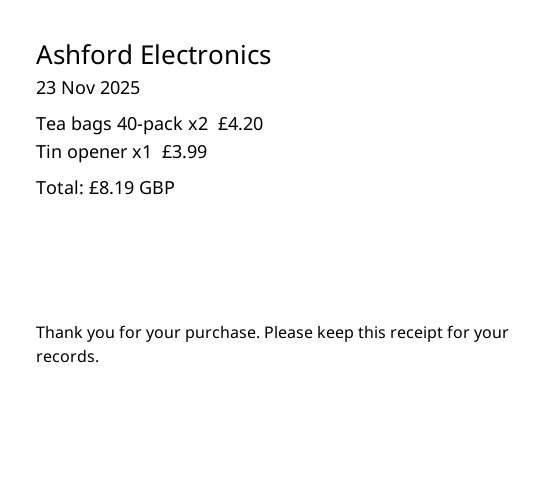 Ashford Electronics
23 Nov 2025
Tea bags 40-pack x2  £4.20
Tin opener x1  £3.99
Total: £8.19 GBP
Thank you for your purchase. Please keep this receipt for your
records.